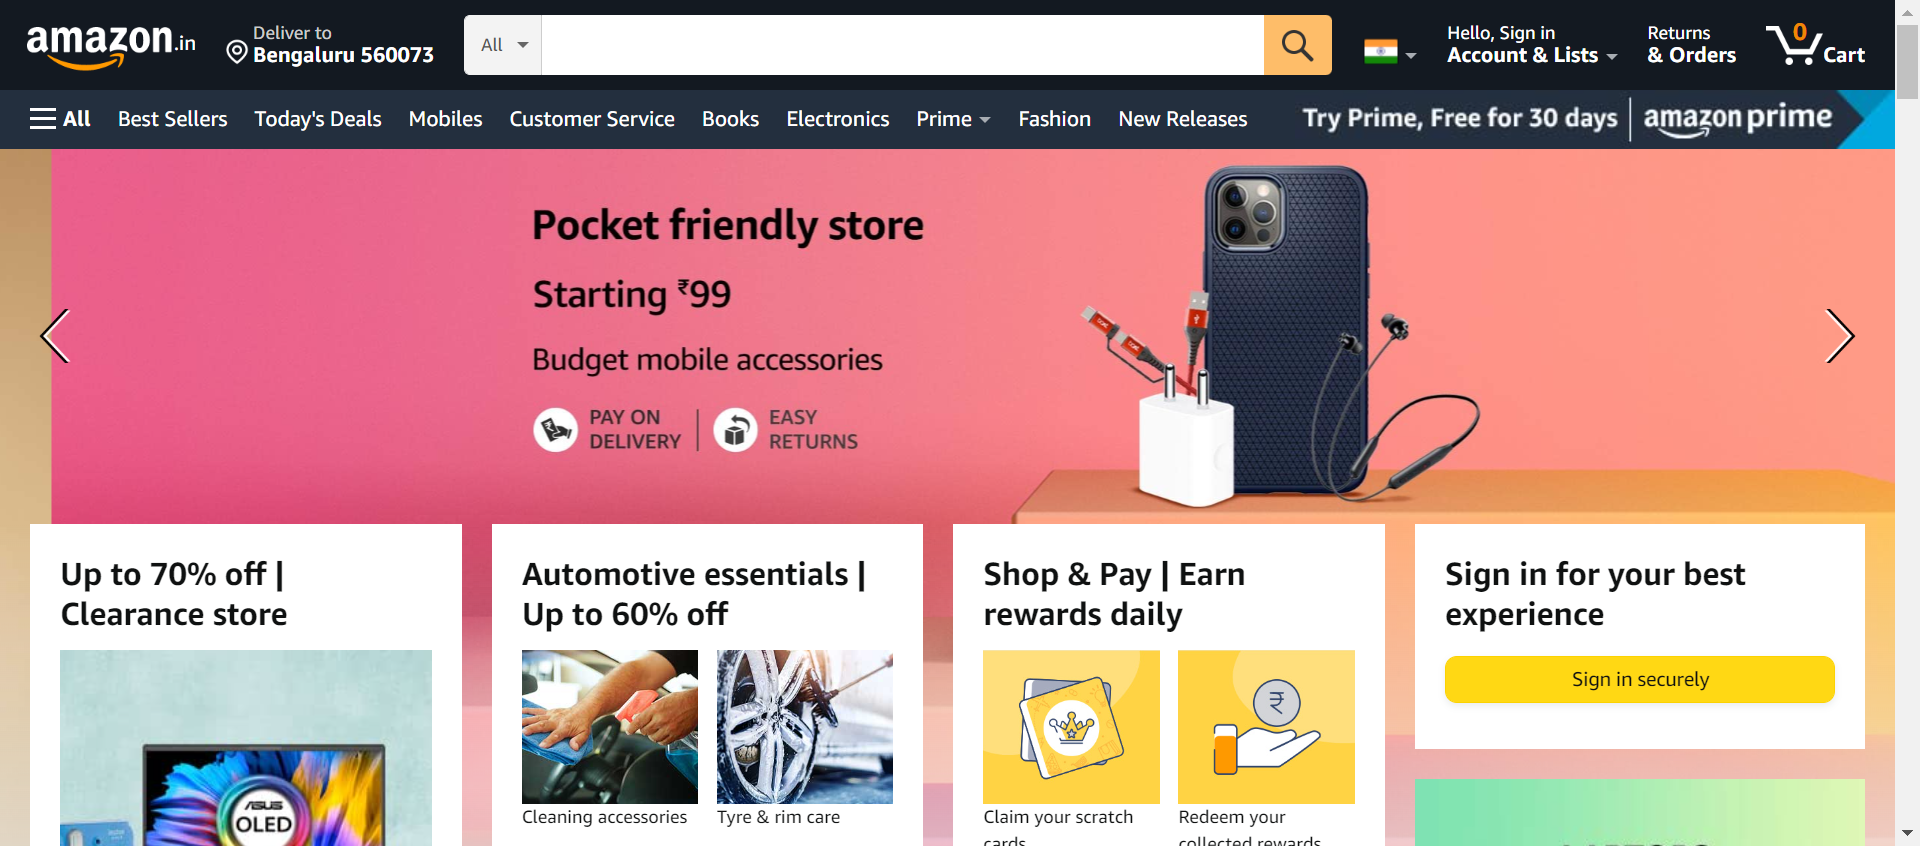 amazon.in
Deliver to
Bengaluru 560073
All
Hello, Sign in
Account & Lists
Returns
& Orders
0
Cart
All
Best Sellers
Today's Deals
Mobiles
Customer Service
Books
Electronics
Prime
Fashion
New Releases
Try Prime, Free for 30 days
amazon prime
Pocket friendly store
Starting ₹99
Budget mobile accessories
PAY ON
DELIVERY
EASY
RETURNS
Up to 70% off |
Clearance store
ASUS
OLED
Automotive essentials |
Up to 60% off
Cleaning accessories
Tyre & rim care
Shop & Pay | Earn
rewards daily
₹
Claim your scratch
cards
Redeem your
collected rewards
Sign in for your best
experience
Sign in securely